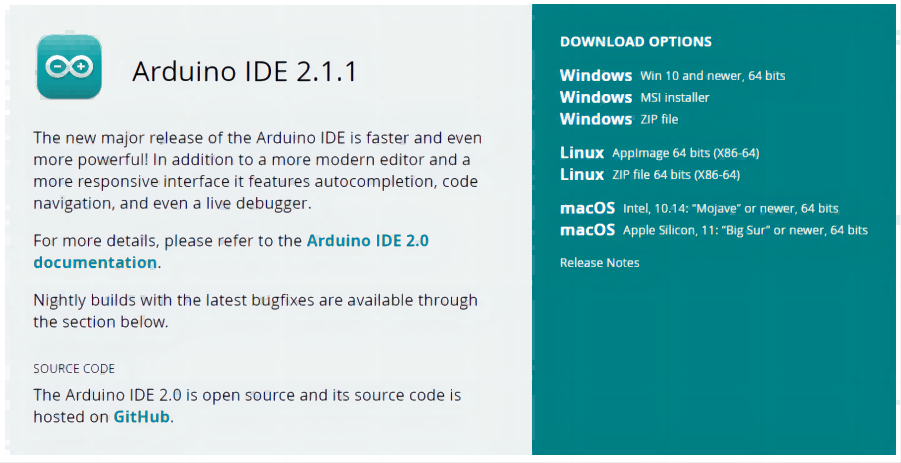 Arduino IDE 2.1.1
The new major release of the Arduino IDE is faster and even
more powerful! In addition to a more modern editor and a
more responsive interface it features autocompletion, code
navigation, and even a live debugger.
For more details, please refer to the Arduino IDE 2.0
documentation.
Nightly builds with the latest bugfixes are available through
the section below.
SOURCE CODE
The Arduino IDE 2.0 is open source and its source code is
hosted on GitHub.
DOWNLOAD OPTIONS
Windows Win 10 and newer, 64 bits
Windows MSI installer
Windows ZIP file
Linux AppImage 64 bits (X86-64)
Linux ZIP file 64 bits (X86-64)
macOS Intel, 10.14: “Mojave” or newer, 64 bits
macOS Apple Silicon, 11: “Big Sur” or newer, 64 bits
Release Notes